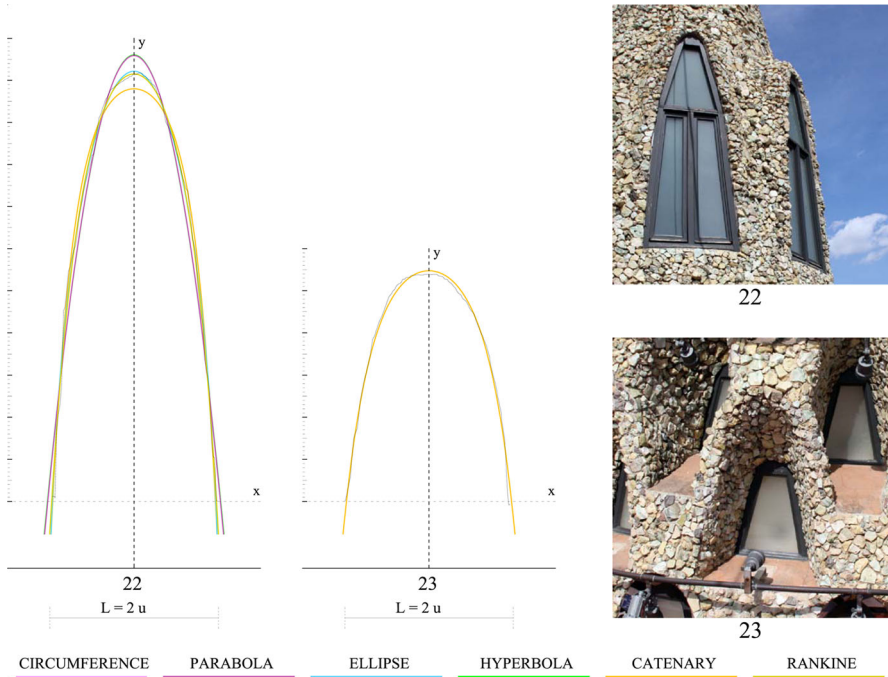 y
x
22
L = 2 u
y
x
23
L = 2 u
22
23
CIRCUMFERENCE PARABOLA ELLIPSE HYPERBOLA CATENARY RANKINE